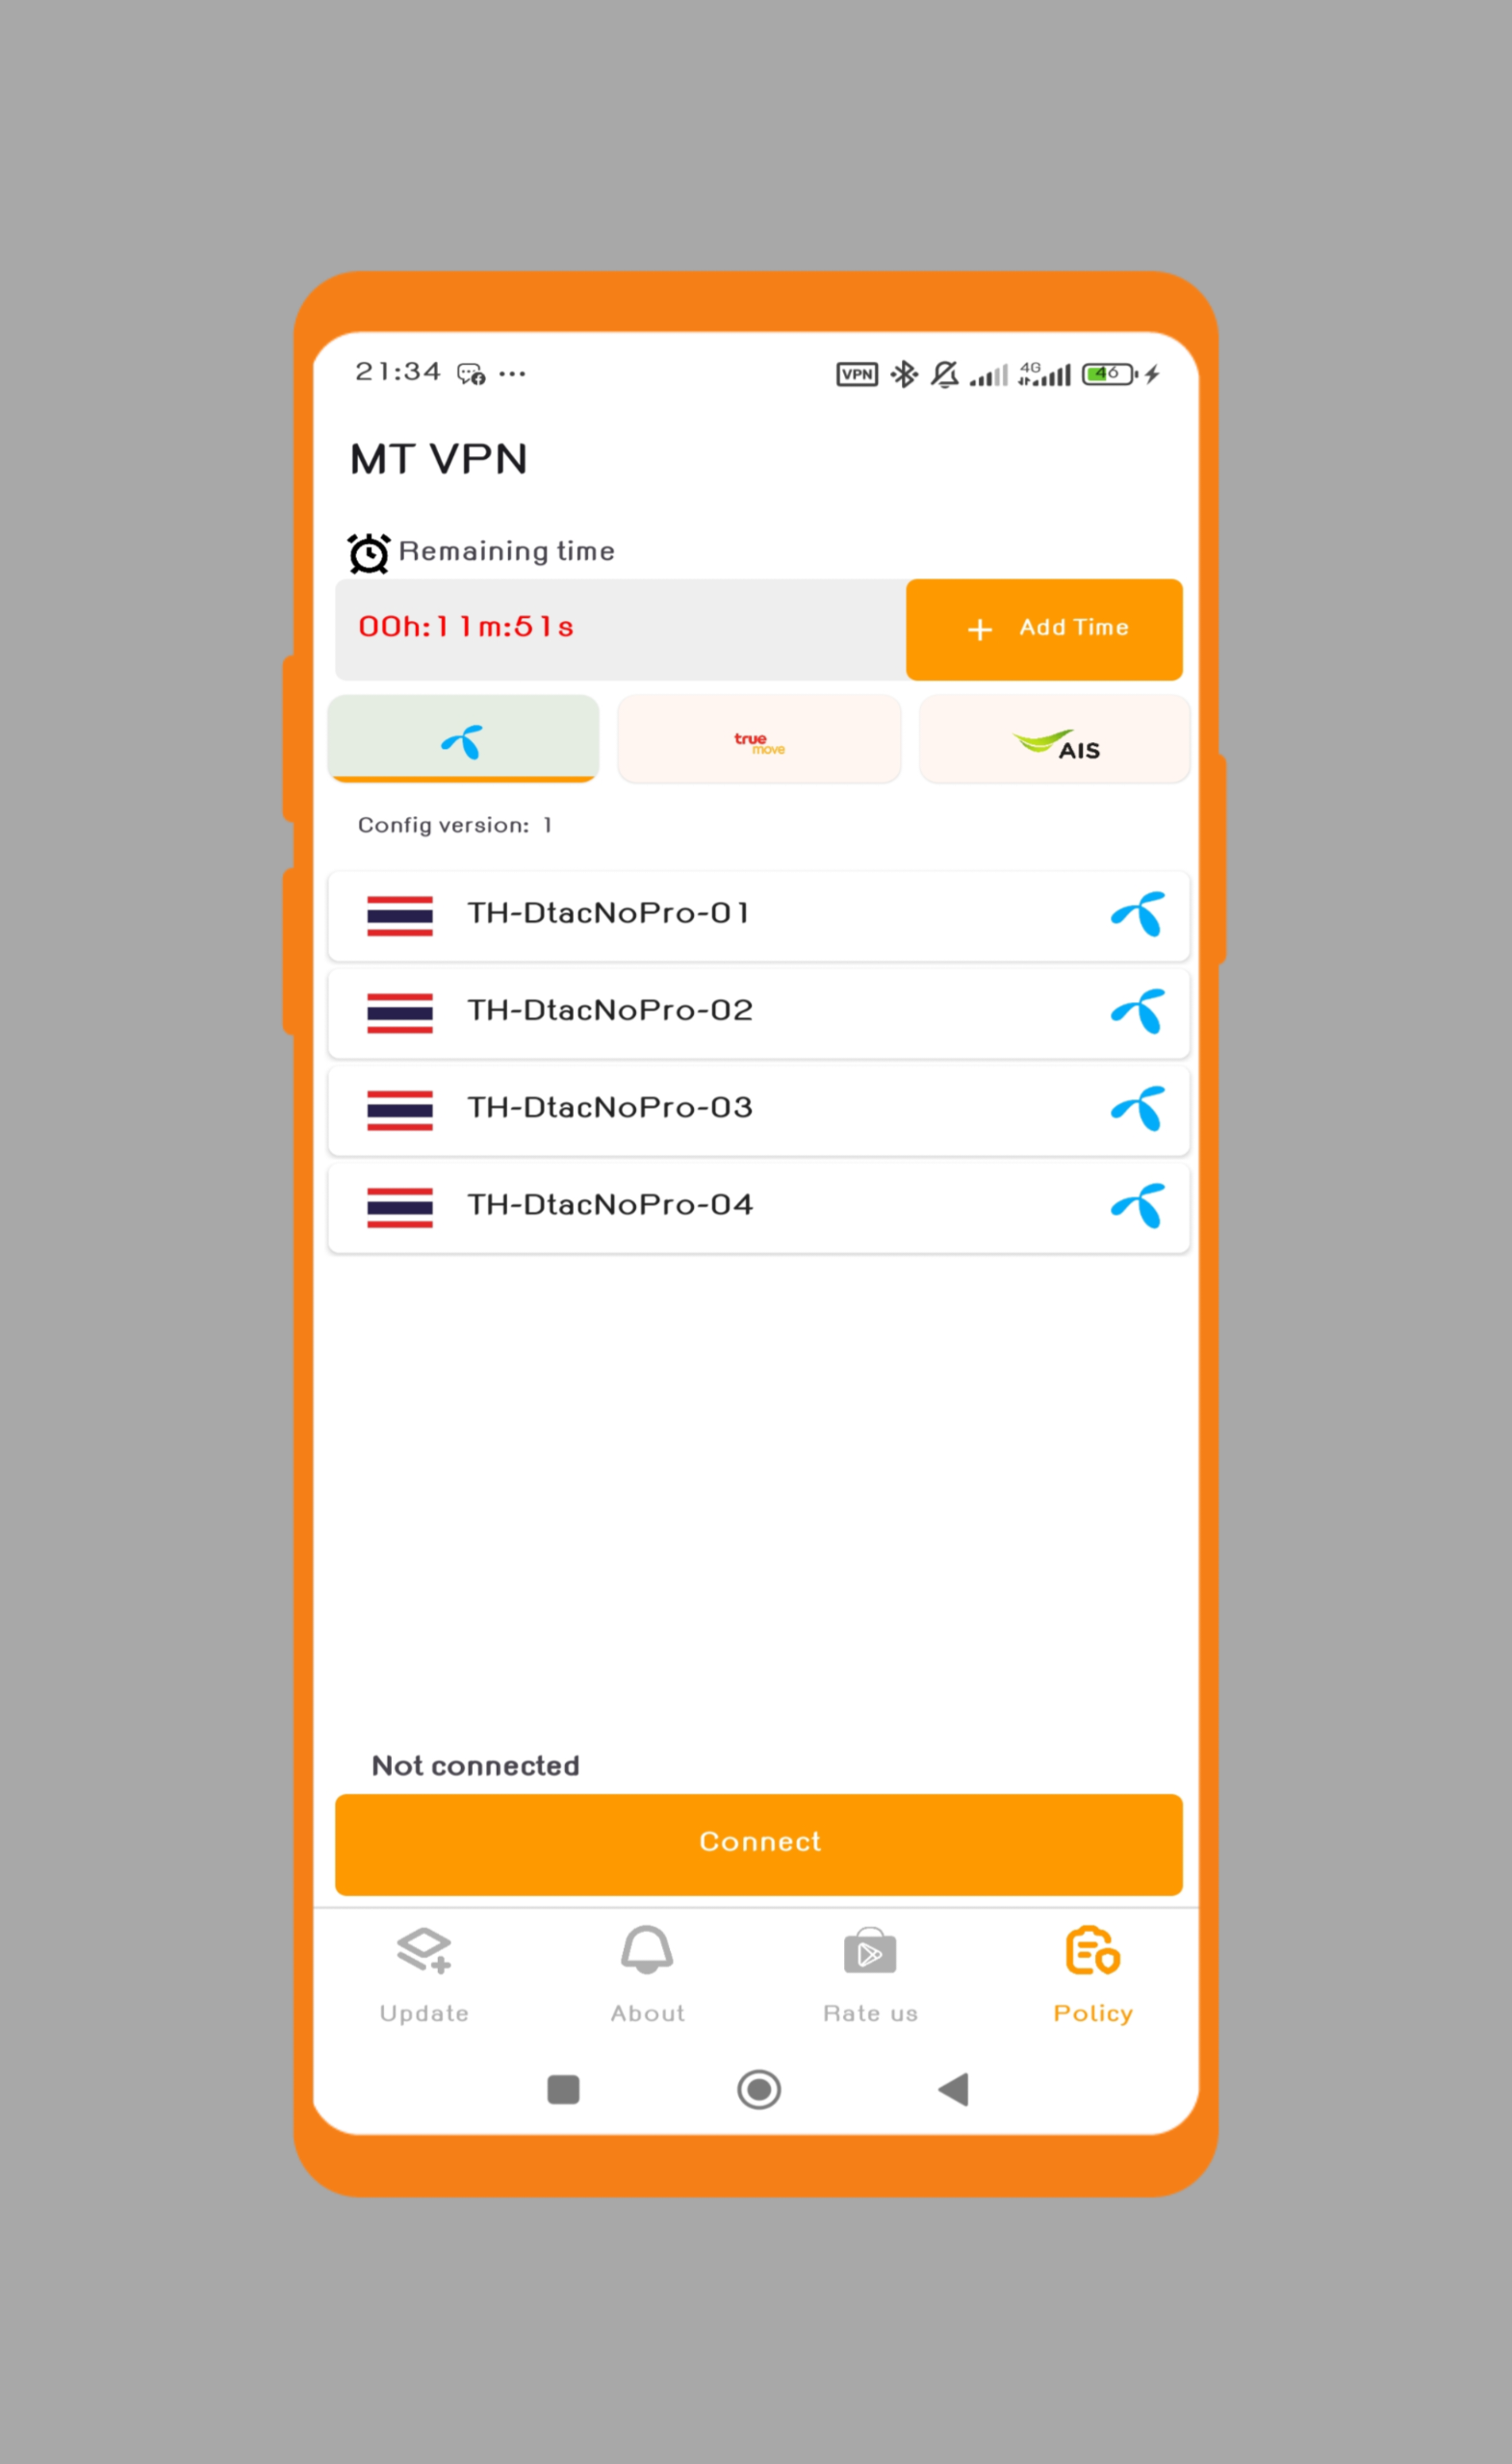 21:34 VPN 4G 46
MT VPN
Remaining time
00h:11m:51s + Add Time
true move AIS
Config version: 1
TH-DtacNoPro-01
TH-DtacNoPro-02
TH-DtacNoPro-03
TH-DtacNoPro-04
Not connected
Connect
Update About Rate us Policy